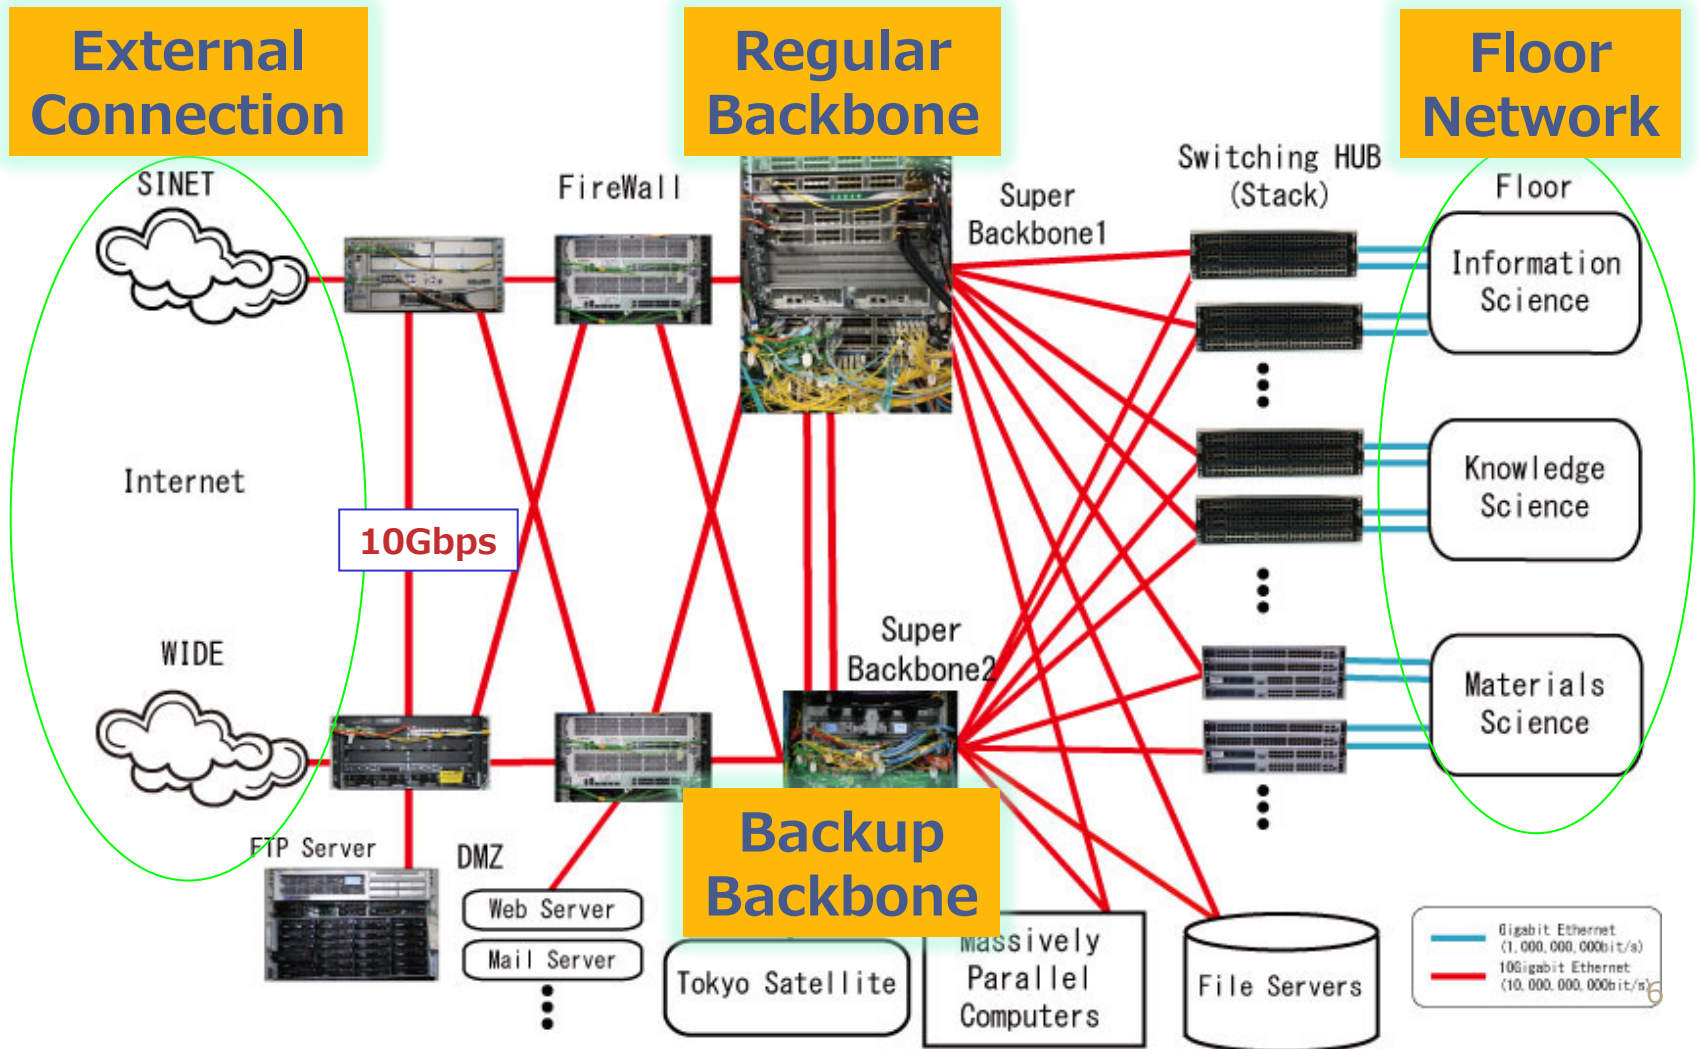 External
Connection
Regular
Backbone
Floor
Network
SINET
FireWall
Super
Backbone1
Switching HUB
(Stack)
Floor
Information
Science
Internet
10Gbps
Knowledge
Science
WIDE
Super
Backbone2
Materials
Science
FTP Server
DMZ
Web Server
Mail Server
Backup
Backbone
Tokyo Satellite
Massively
Parallel
Computers
File Servers
Gigabit Ethernet
(1,000,000,000bit/s)
10Gigabit Ethernet
(10,000,000,000bit/s)
6